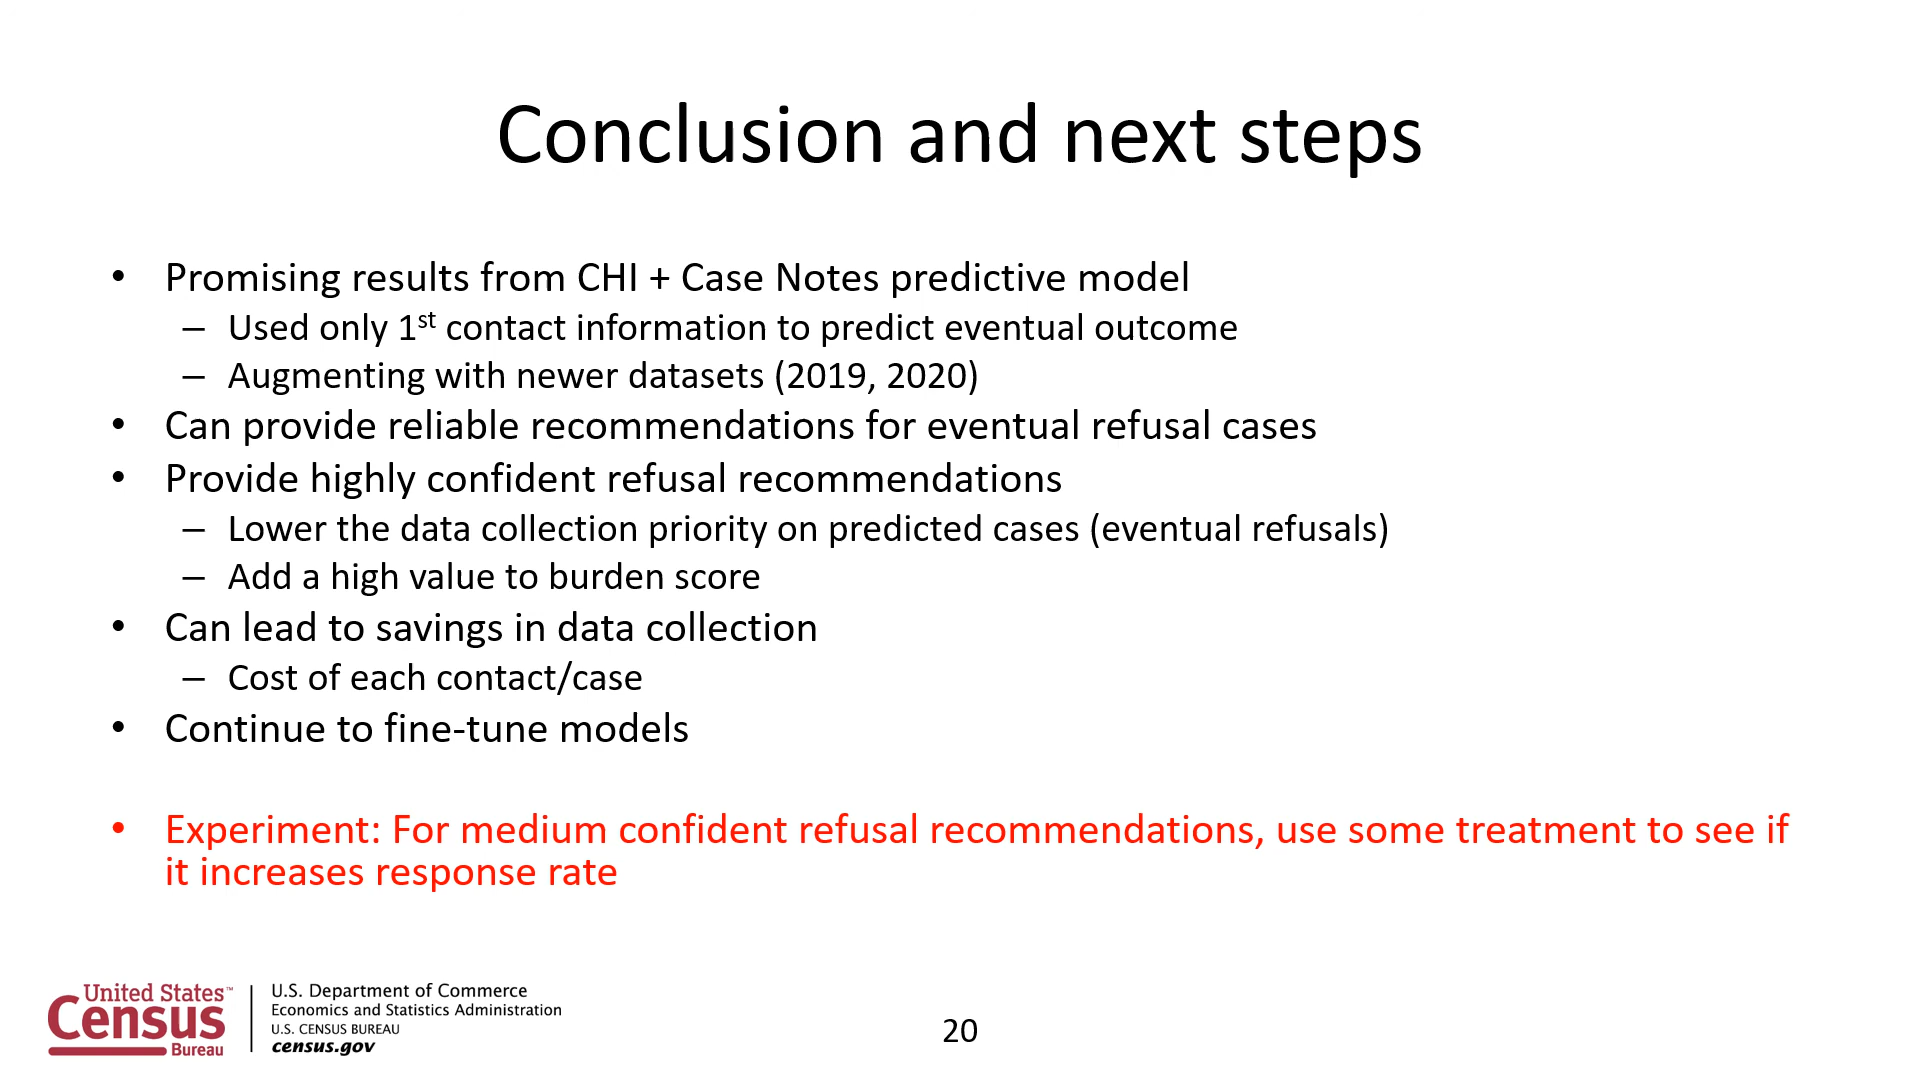 Conclusion and next steps
• Promising results from CHI + Case Notes predictive model
– Used only 1st contact information to predict eventual outcome
– Augmenting with newer datasets (2019, 2020)
• Can provide reliable recommendations for eventual refusal cases
• Provide highly confident refusal recommendations
– Lower the data collection priority on predicted cases (eventual refusals)
– Add a high value to burden score
• Can lead to savings in data collection
– Cost of each contact/case
• Continue to fine-tune models
• Experiment: For medium confident refusal recommendations, use some treatment to see if
it increases response rate
United States™
Census
Bureau
U.S. Department of Commerce
Economics and Statistics Administration
U.S. CENSUS BUREAU
census.gov
20